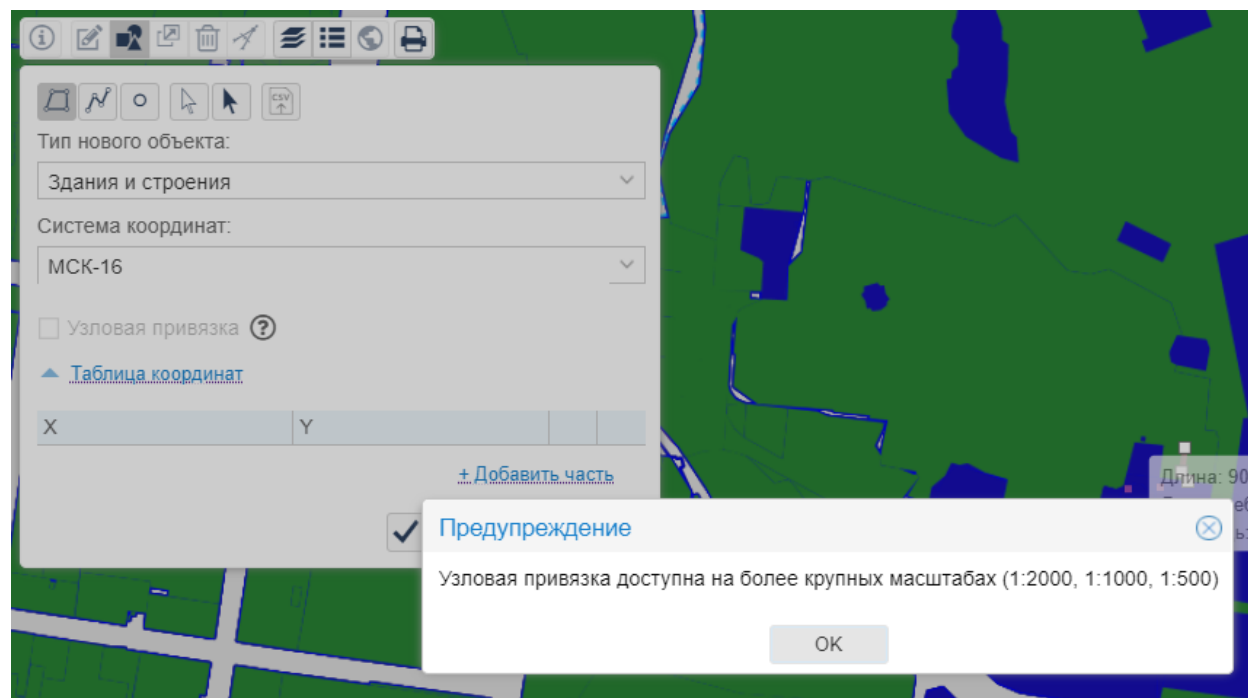 CSV
Тип нового объекта:
Здания и строения
Система координат:
МСК-16
Узловая привязка ?
Таблица координат
X Y
+ Добавить часть
Длина: 90
Предупреждение
Узловая привязка доступна на более крупных масштабах (1:2000, 1:1000, 1:500)
OK